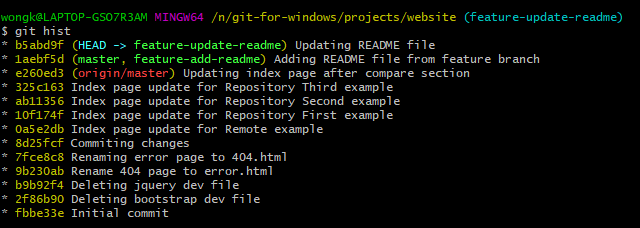 wongk@LAPTOP-GSO7R3AM MINGW64 /n/git-for-windows/projects/website (feature-update-readme)
$ git hist
* b5abd9f (HEAD -> feature-update-readme) Updating README file
* 1aebf5d (master, feature-add-readme) Adding README file from feature branch
* e260ed3 (origin/master) Updating index page after compare section
* 325c163 Index page update for Repository Third example
* ab11356 Index page update for Repository Second example
* 10f174f Index page update for Repository First example
* 0a5e2db Index page update for Remote example
* 8d25fcf Commiting changes
* 7fce8c8 Renaming error page to 404.html
* 9b230ab Rename 404 page to error.html
* b9b92f4 Deleting jquery dev file
* 2f86b90 Deleting bootstrap dev file
* fbbe33e Initial commit